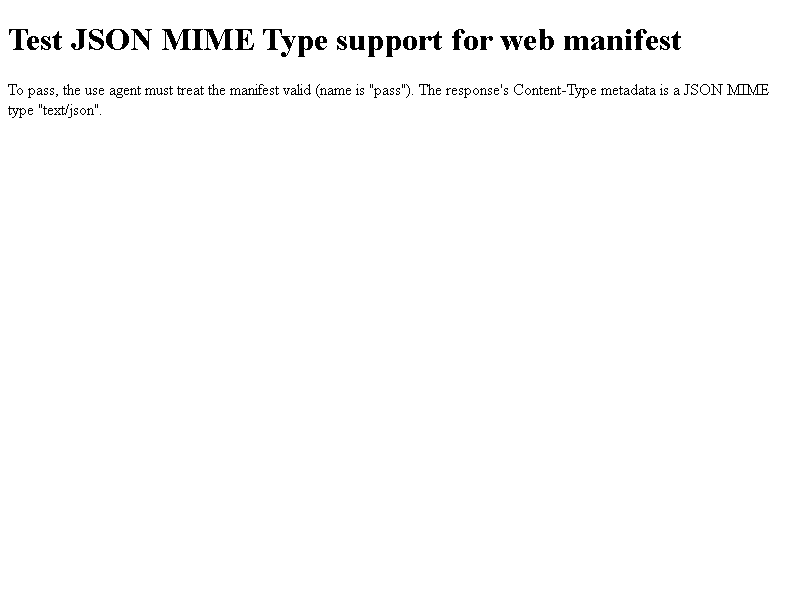 Test JSON MIME Type support for web manifest
To pass, the use agent must treat the manifest valid (name is "pass"). The response's Content-Type metadata is a JSON MIME
type "text/json".